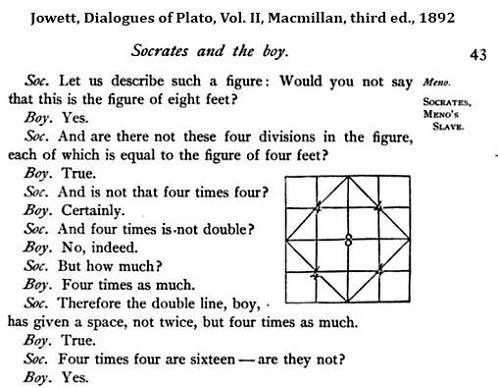 Jowett, Dialogues of Plato, Vol. II, Macmillan, third ed., 1892
Socrates and the boy.
43
Soc. Let us describe such a figure: Would you not say
Meno.
that this is the figure of eight feet?
SOCRATES,
MENO'S
SLAVE.
Boy. Yes.
Soc. And are there not these four divisions in the figure,
each of which is equal to the figure of four feet?
Boy. True.
Soc. And is not that four times four?
Boy. Certainly.
Soc. And four times is not double?
Boy. No, indeed.
Soc. But how much?
Boy. Four times as much.
Soc. Therefore the double line, boy,
has given a space, not twice, but four times as much.
Boy. True.
Soc. Four times four are sixteen — are they not?
Boy. Yes.
4
4
8
4
4